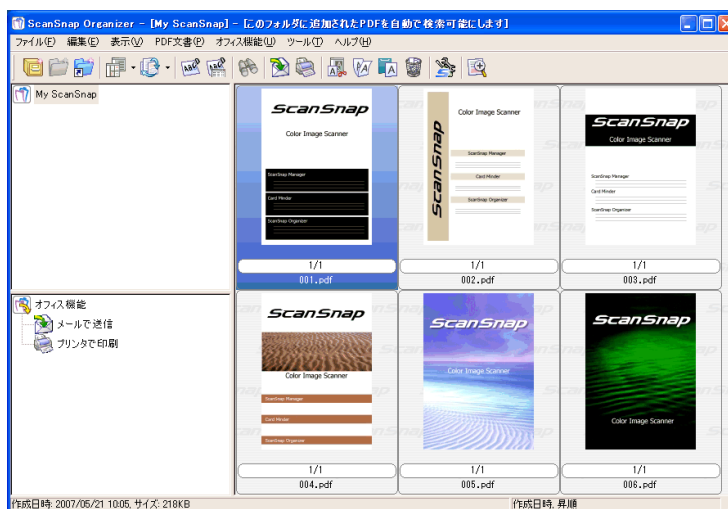 ScanSnap Organizer - [My ScanSnap] - [このフォルダに追加されたPDFを自動で検索可能にします]
ファイル(F) 編集(E) 表示(V) PDF文書(P) オフィス機能(U) ツール(T) ヘルプ(H)
My ScanSnap
ScanSnap
Color Image Scanner
ScanSnap Manager
Card Minder
ScanSnap Organizer
1/1
001.pdf
ScanSnap
Color Image Scanner
ScanSnap Manager
Card Minder
ScanSnap Organizer
1/1
002.pdf
ScanSnap
Color Image Scanner
ScanSnap Manager
Card Minder
ScanSnap Organizer
1/1
003.pdf
オフィス機能
メールで送信
プリンタで印刷
ScanSnap
Color Image Scanner
ScanSnap Manager
Card Minder
ScanSnap Organizer
1/1
004.pdf
ScanSnap
Color Image Scanner
1/1
005.pdf
ScanSnap
Color Image Scanner
1/1
006.pdf
作成日時: 2007/05/21 10:05, サイズ: 218KB
作成日時, 昇順